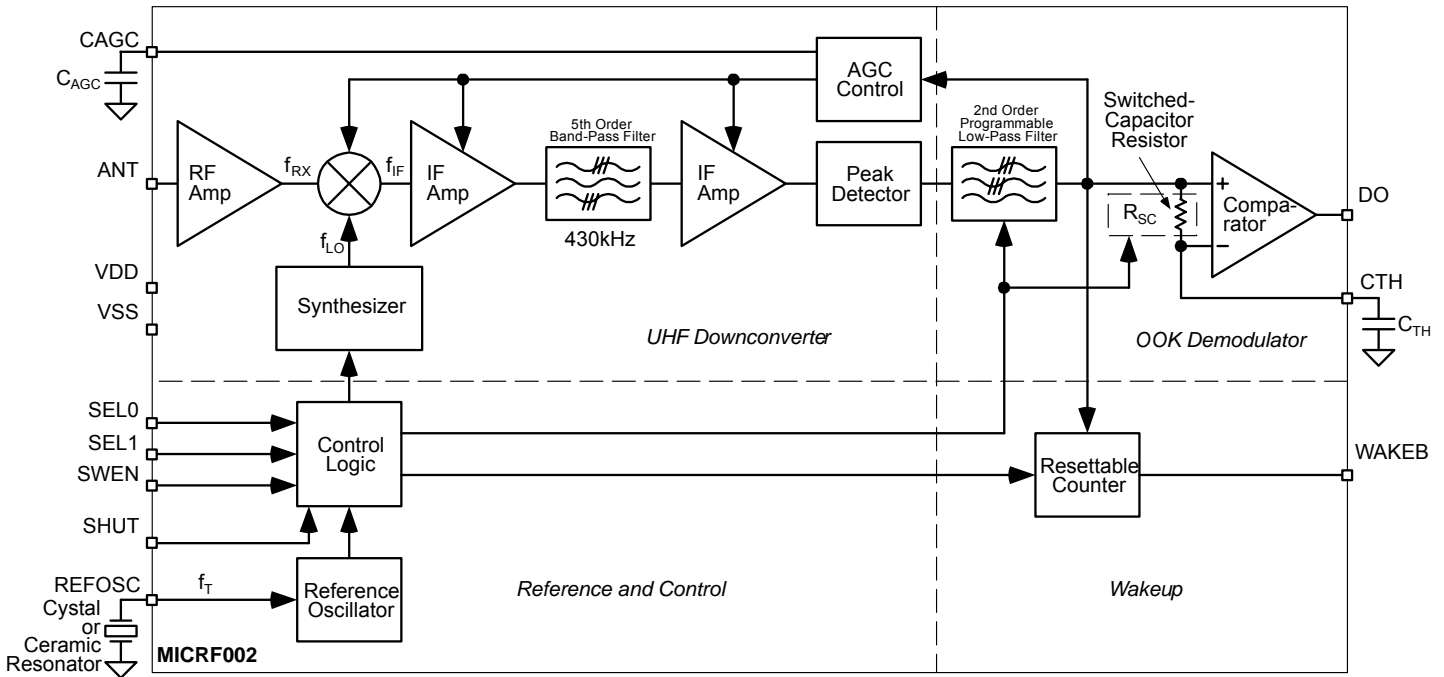 CAGC
C_AGC
AGC
Control
Switched-
Capacitor
Resistor
5th Order
Band-Pass Filter
2nd Order
Programmable
Low-Pass Filter
ANT
RF
Amp
f_RX
f_IF
IF
Amp
430kHz
IF
Amp
Peak
Detector
R_SC
+
Compa-
rator
−
DO
f_LO
VDD
VSS
Synthesizer
CTH
C_TH
UHF Downconverter
OOK Demodulator
SEL0
SEL1
SWEN
SHUT
Control
Logic
Resettable
Counter
WAKEB
REFOSC
f_T
Reference
Oscillator
Reference and Control
Wakeup
Cystal
or
Ceramic
Resonator
MICRF002